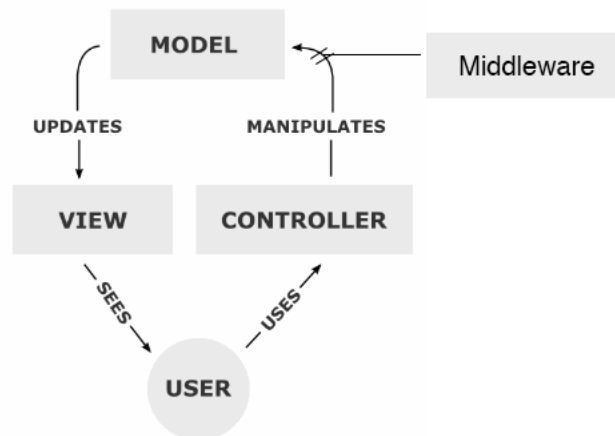 MODEL
Middleware
UPDATES
MANIPULATES
VIEW
CONTROLLER
SEES
USES
USER